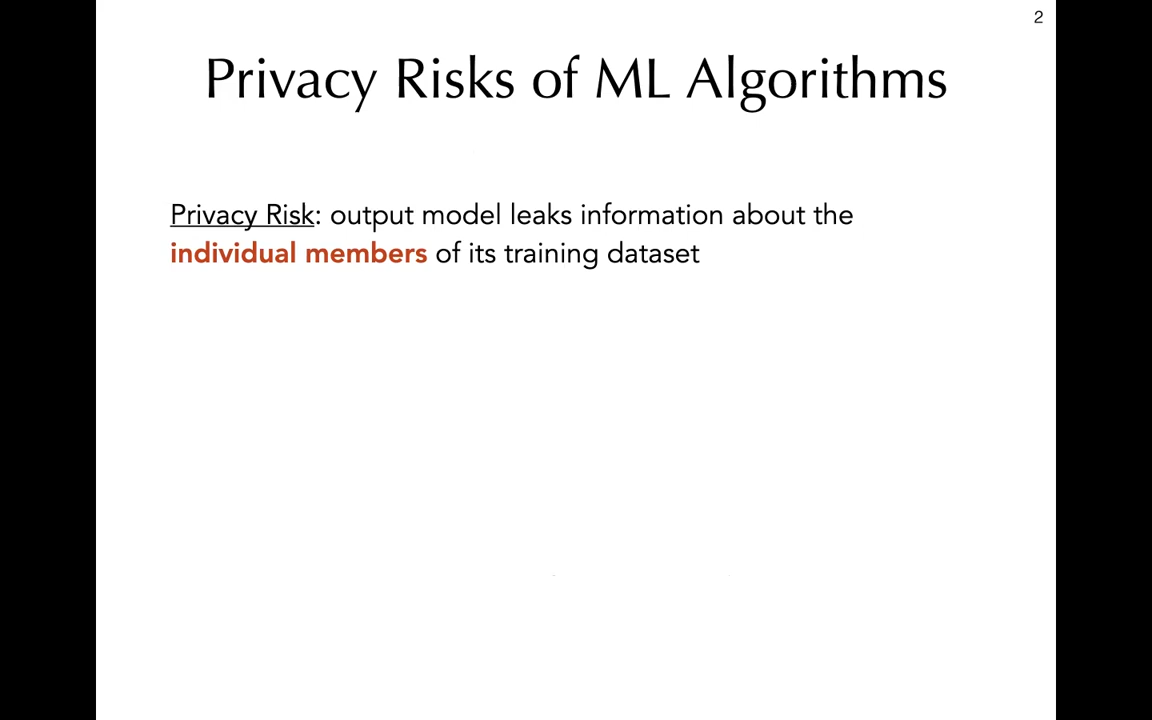 2
Privacy Risks of ML Algorithms
Privacy Risk: output model leaks information about the
individual members of its training dataset